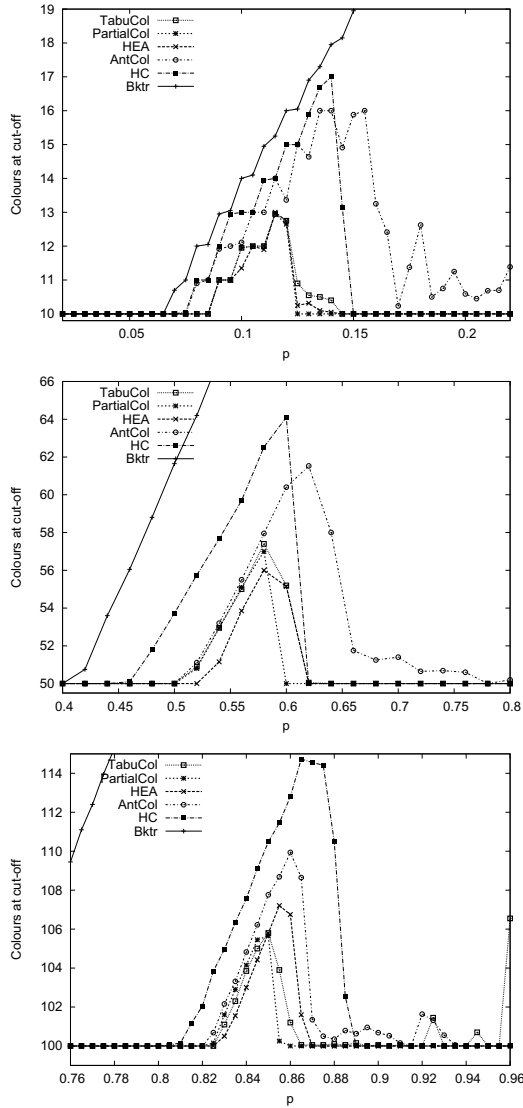 19
18
17
16
15
14
13
12
11
10
Colours at cut-off
TabuCol
PartialCol
HEA
AntCol
HC
Bktr
0.05 0.1 0.15 0.2
p
66
64
62
60
58
56
54
52
50
Colours at cut-off
TabuCol
PartialCol
HEA
AntCol
HC
Bktr
0.4 0.45 0.5 0.55 0.6 0.65 0.7 0.75 0.8
p
114
112
110
108
106
104
102
100
Colours at cut-off
TabuCol
PartialCol
HEA
AntCol
HC
Bktr
0.76 0.78 0.8 0.82 0.84 0.86 0.88 0.9 0.92 0.94 0.96
p